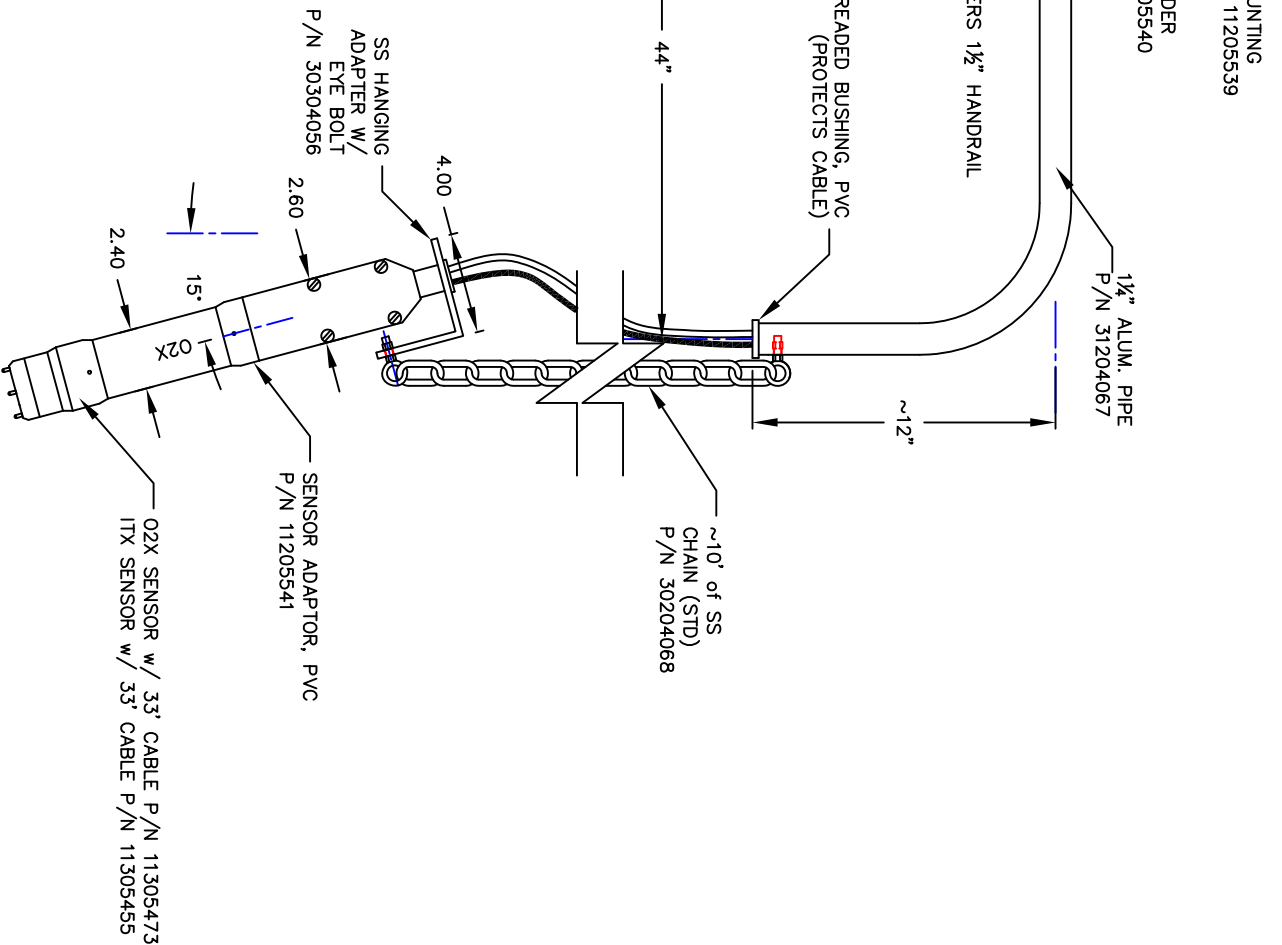 UNTING
11205539
DER
05540
ERS 1½" HANDRAIL
READED BUSHING, PVC
(PROTECTS CABLE)
44"
1¼" ALUM. PIPE
P/N 31204067
~12"
~10' of SS
CHAIN (STD)
P/N 30204068
SS HANGING
ADAPTER W/
EYE BOLT
P/N 30304056
4.00
2.60
2.40
15°
O2X
SENSOR ADAPTOR, PVC
P/N 11205541
O2X SENSOR w/ 33' CABLE P/N 11305473
ITX SENSOR w/ 33' CABLE P/N 11305455